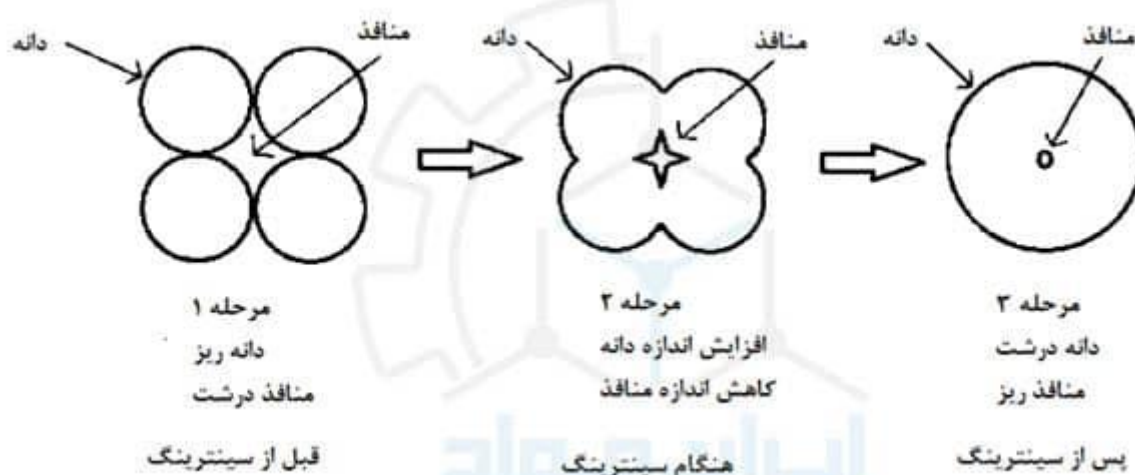 دانه
منافذ
دانه
منافذ
دانه
منافذ
مرحله ۱
دانه ریز
منافذ درشت
قبل از سینترینگ
مرحله ۲
افزایش اندازه دانه
کاهش اندازه منافذ
هنگام سینترینگ
مرحله ۳
دانه درشت
منافذ ریز
پس از سینترینگ